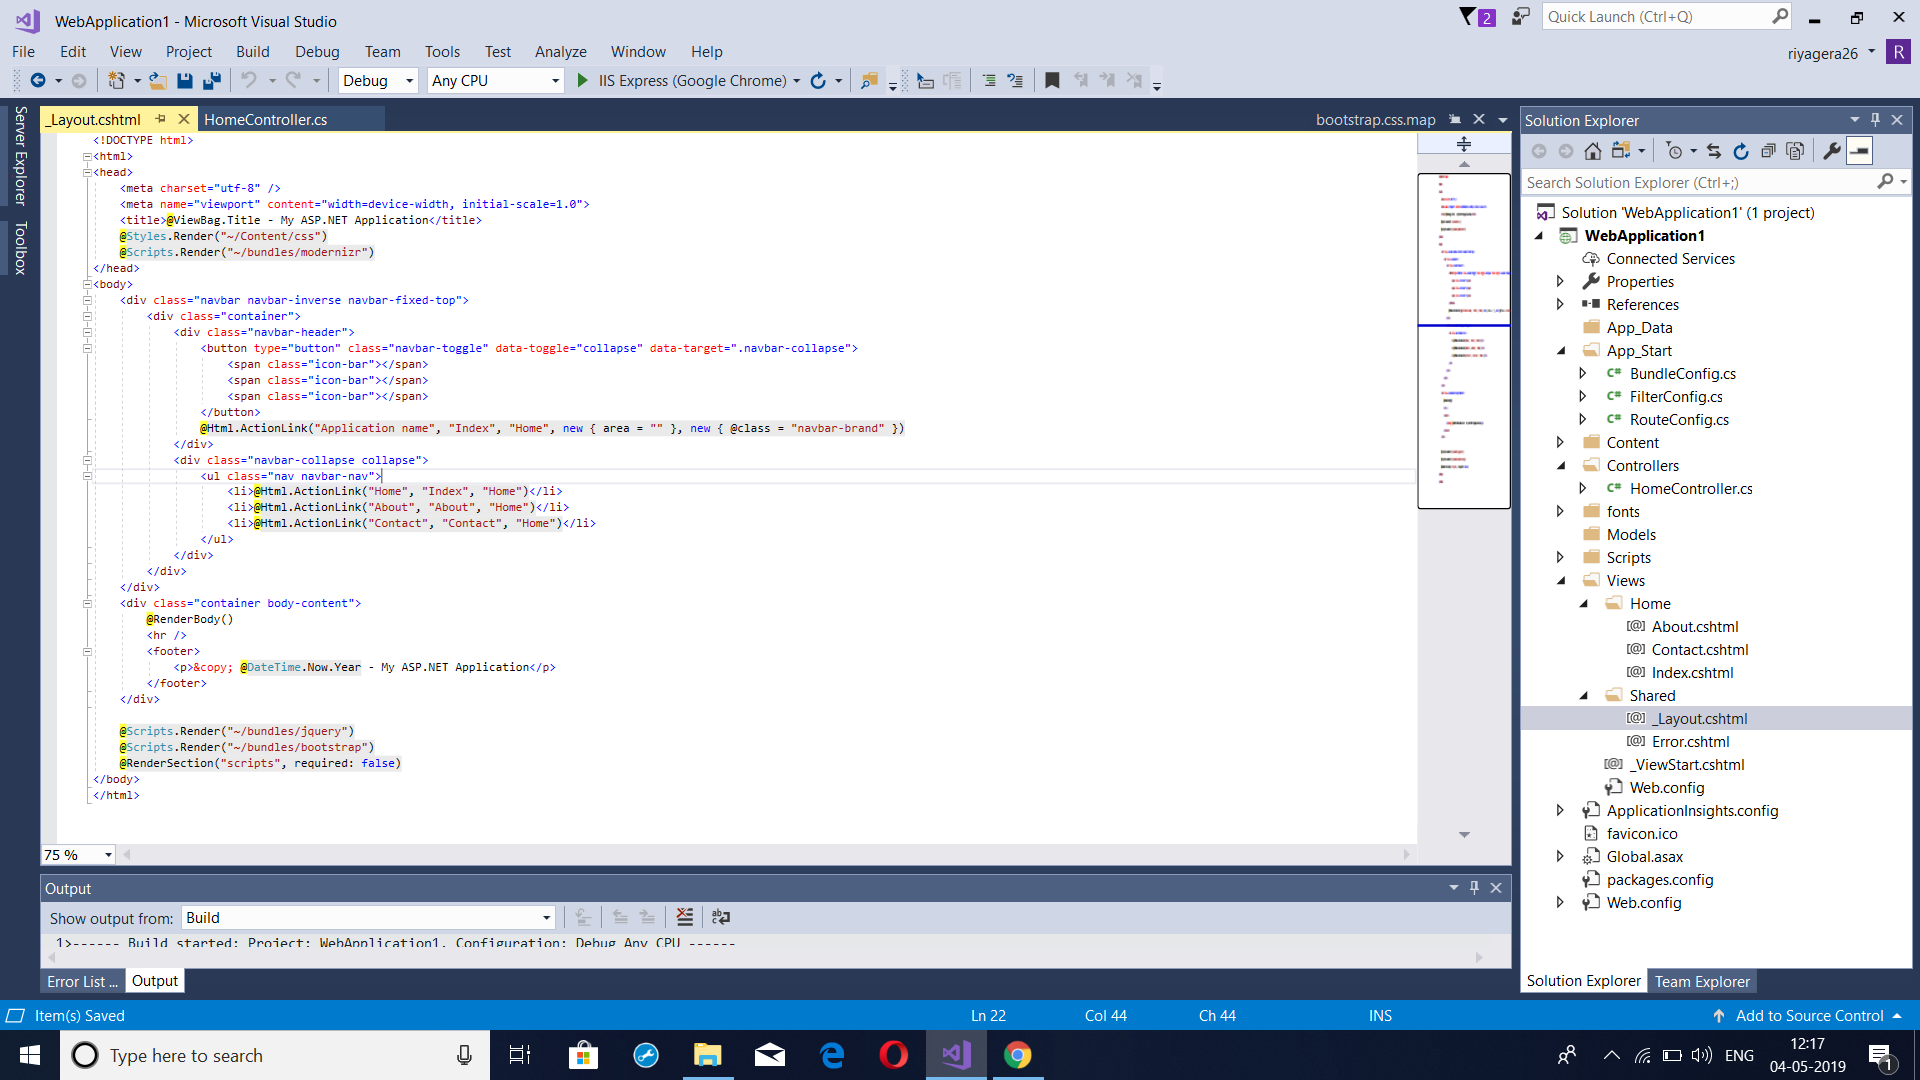 WebApplication1 - Microsoft Visual Studio
2
Quick Launch (Ctrl+Q)
File Edit View Project Build Debug Team Tools Test Analyze Window Help
riyagera26
R
Debug
Any CPU
IIS Express (Google Chrome)
Server Explorer
Toolbox
_Layout.cshtml
HomeController.cs
bootstrap.css.map
<!DOCTYPE html>
<html>
<head>
<meta charset="utf-8" />
<meta name="viewport" content="width=device-width, initial-scale=1.0">
<title>@ViewBag.Title - My ASP.NET Application</title>
@Styles.Render("~/Content/css")
@Scripts.Render("~/bundles/modernizr")
</head>
<body>
<div class="navbar navbar-inverse navbar-fixed-top">
<div class="container">
<div class="navbar-header">
<button type="button" class="navbar-toggle" data-toggle="collapse" data-target=".navbar-collapse">
<span class="icon-bar"></span>
<span class="icon-bar"></span>
<span class="icon-bar"></span>
</button>
@Html.ActionLink("Application name", "Index", "Home", new { area = "" }, new { @class = "navbar-brand" })
</div>
<div class="navbar-collapse collapse">
<ul class="nav navbar-nav">
<li>@Html.ActionLink("Home", "Index", "Home")</li>
<li>@Html.ActionLink("About", "About", "Home")</li>
<li>@Html.ActionLink("Contact", "Contact", "Home")</li>
</ul>
</div>
</div>
</div>
<div class="container body-content">
@RenderBody()
<hr />
<footer>
<p>&copy; @DateTime.Now.Year - My ASP.NET Application</p>
</footer>
</div>
@Scripts.Render("~/bundles/jquery")
@Scripts.Render("~/bundles/bootstrap")
@RenderSection("scripts", required: false)
</body>
</html>
75 %
Output
Show output from: Build
1>------ Build started: Project: WebApplication1, Configuration: Debug Any CPU ------
Error List ...
Output
Solution Explorer
Search Solution Explorer (Ctrl+;)
Solution 'WebApplication1' (1 project)
WebApplication1
Connected Services
Properties
References
App_Data
App_Start
C# BundleConfig.cs
C# FilterConfig.cs
C# RouteConfig.cs
Content
Controllers
C# HomeController.cs
fonts
Models
Scripts
Views
Home
[@] About.cshtml
[@] Contact.cshtml
[@] Index.cshtml
Shared
[@] _Layout.cshtml
[@] Error.cshtml
[@] _ViewStart.cshtml
Web.config
ApplicationInsights.config
favicon.ico
Global.asax
packages.config
Web.config
Solution Explorer
Team Explorer
Item(s) Saved
Ln 22
Col 44
Ch 44
INS
Add to Source Control
Type here to search
ENG
12:17
04-05-2019
1